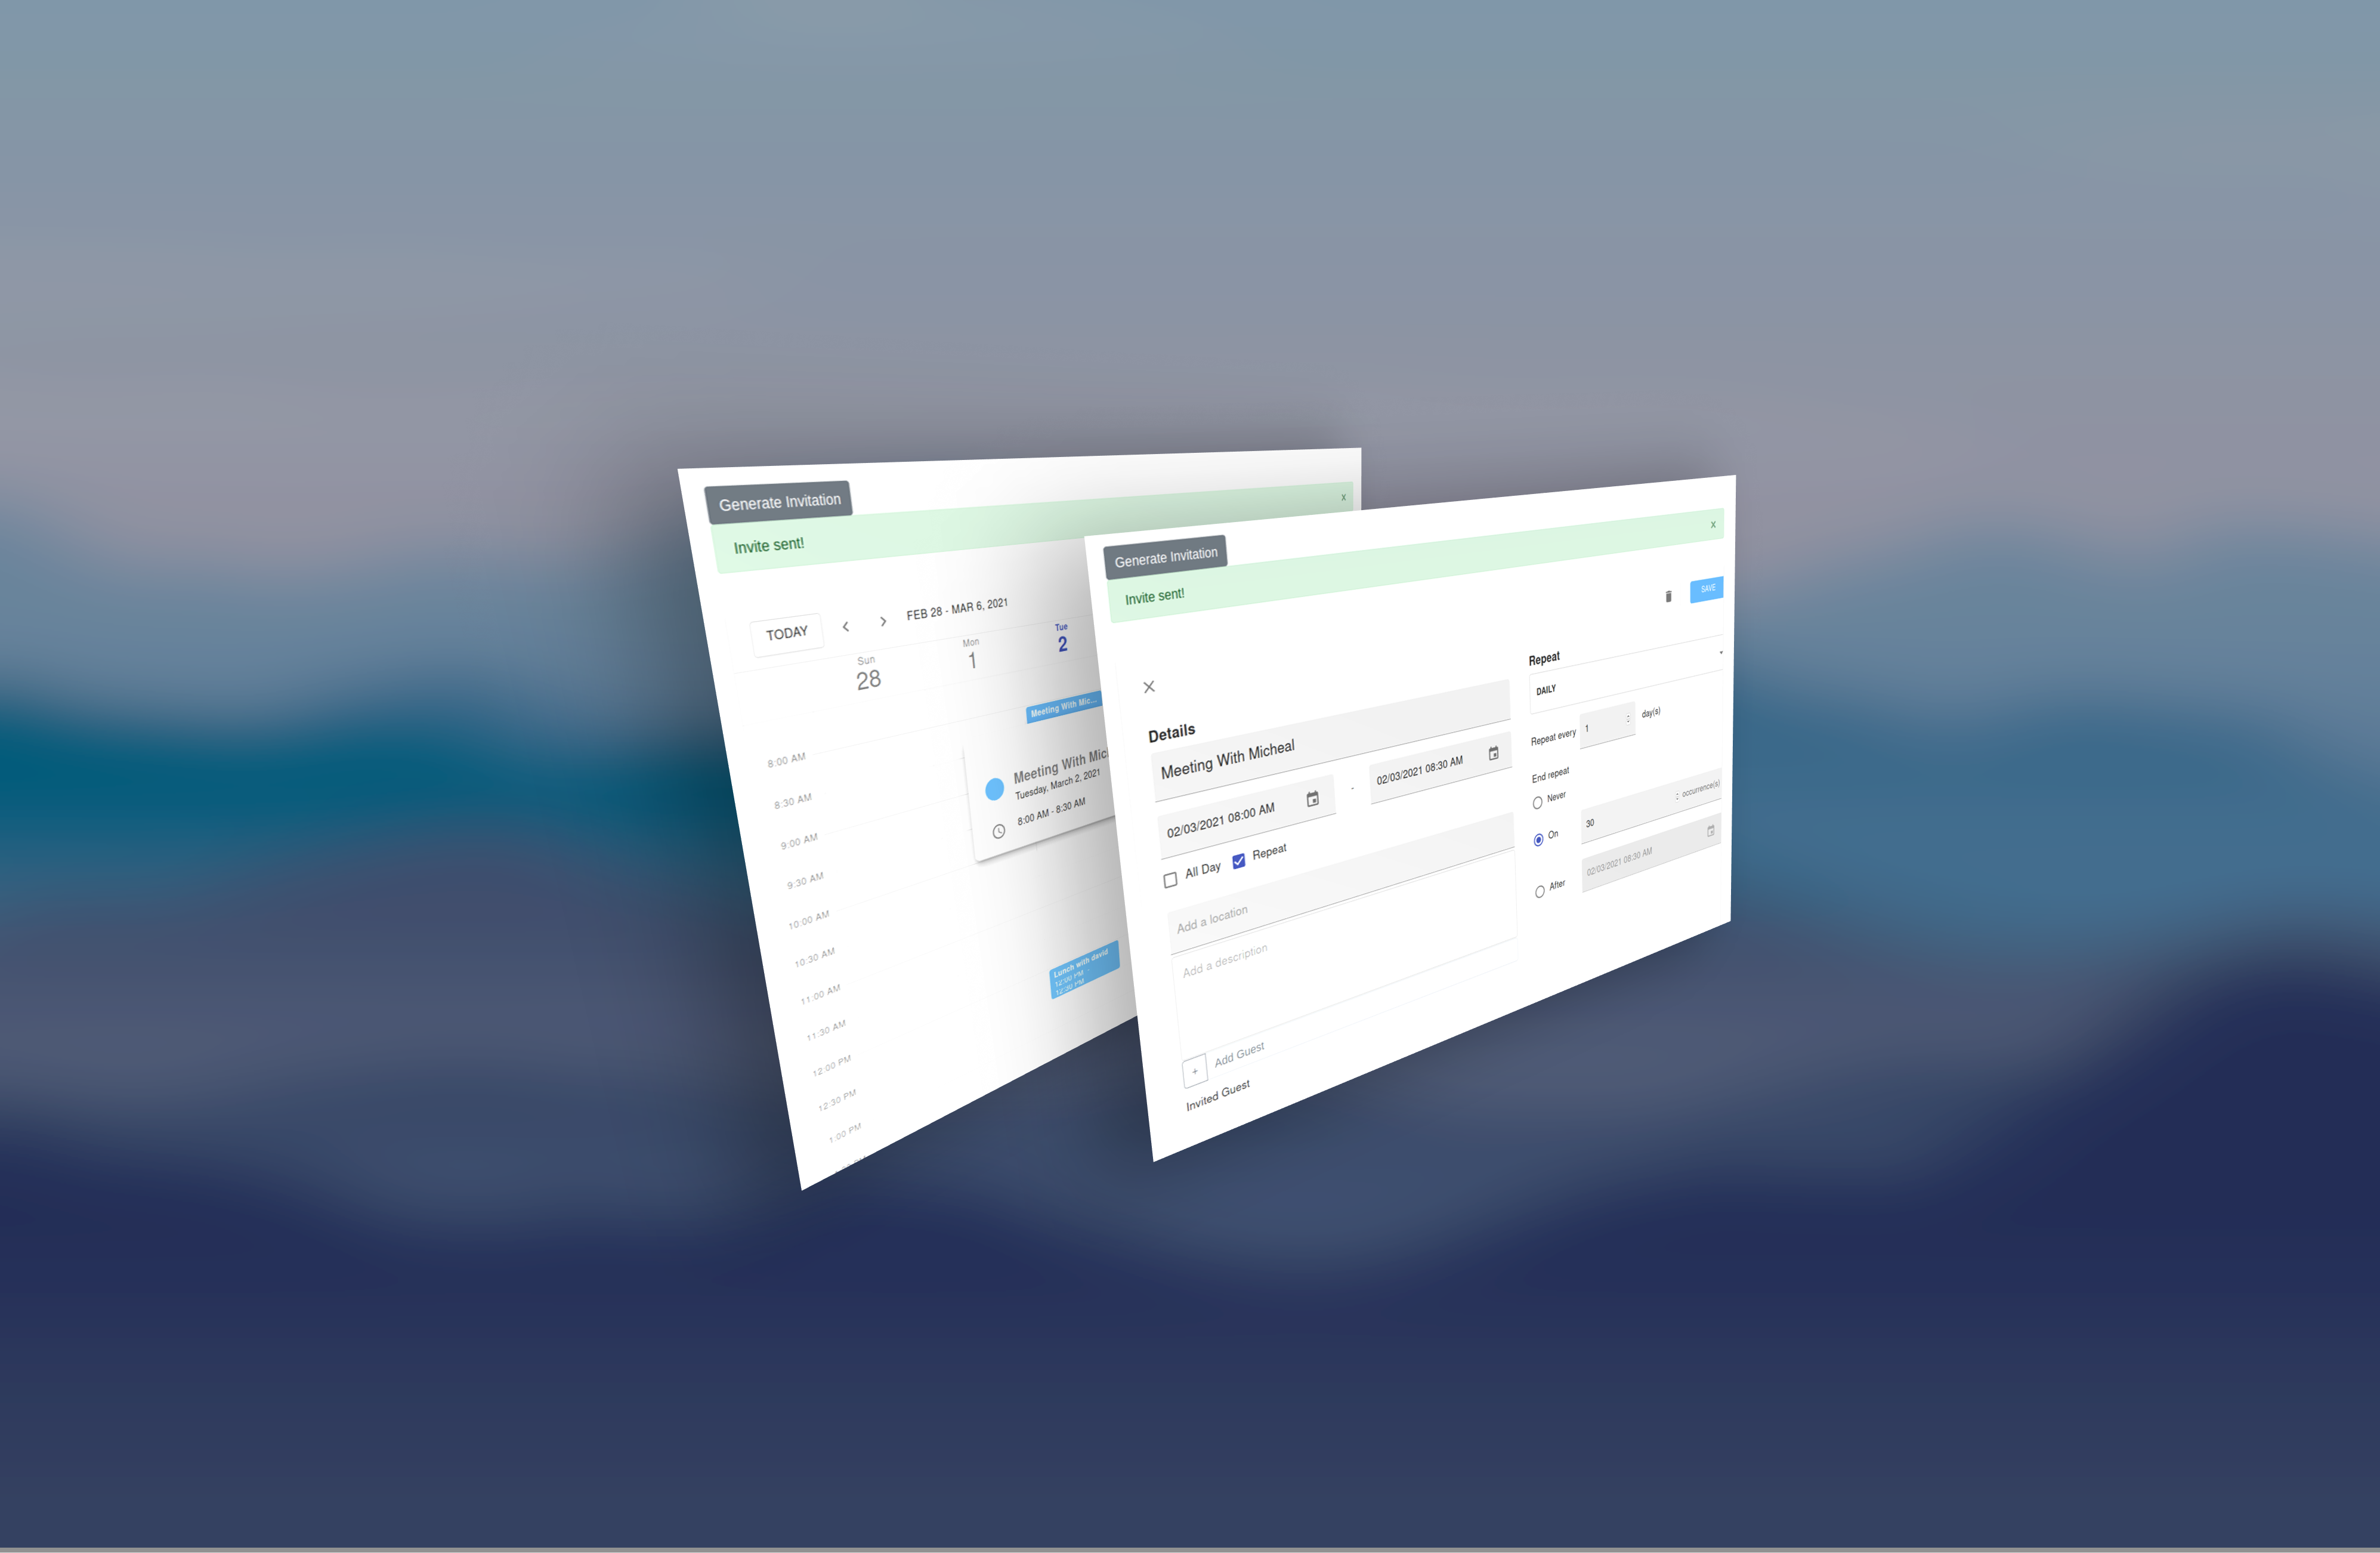 Generate Invitation
Invite sent!
x
TODAY
FEB 28 - MAR 6, 2021
Sun
28
Mon
1
Tue
2
Meeting With Mic...
8:00 AM
8:30 AM
9:00 AM
9:30 AM
10:00 AM
10:30 AM
11:00 AM
11:30 AM
12:00 PM
12:30 PM
1:00 PM
Meeting With Mic
Tuesday, March 2, 2021
8:00 AM - 8:30 AM
Lunch with david
12:00 PM -
12:30 PM
Generate Invitation
Invite sent!
x
SAVE
Details
Meeting With Micheal
02/03/2021 08:00 AM
-
02/03/2021 08:30 AM
All Day
Repeat
Add a location
Add a description
+
Add Guest
Invited Guest
Repeat
DAILY
Repeat every
1
day(s)
End repeat
Never
On
30
occurrence(s)
After
02/03/2021 08:30 AM